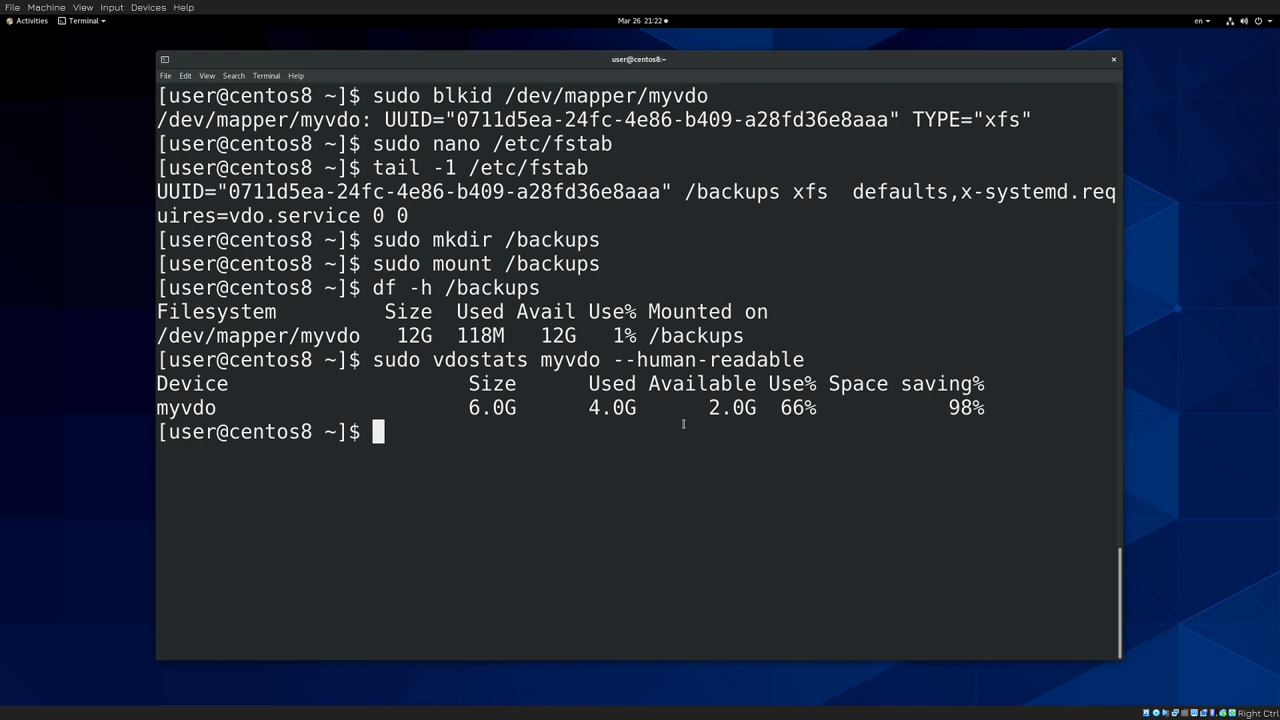 File Machine View Input Devices Help
Activities Terminal Mar 26 21:22 en
user@centos8:~
File Edit View Search Terminal Help
[user@centos8 ~]$ sudo blkid /dev/mapper/myvdo
/dev/mapper/myvdo: UUID="0711d5ea-24fc-4e86-b409-a28fd36e8aaa" TYPE="xfs"
[user@centos8 ~]$ sudo nano /etc/fstab
[user@centos8 ~]$ tail -1 /etc/fstab
UUID="0711d5ea-24fc-4e86-b409-a28fd36e8aaa" /backups xfs  defaults,x-systemd.req
uires=vdo.service 0 0
[user@centos8 ~]$ sudo mkdir /backups
[user@centos8 ~]$ sudo mount /backups
[user@centos8 ~]$ df -h /backups
Filesystem         Size  Used Avail Use% Mounted on
/dev/mapper/myvdo   12G  118M   12G   1% /backups
[user@centos8 ~]$ sudo vdostats myvdo --human-readable
Device                    Size      Used Available Use% Space saving%
myvdo                     6.0G      4.0G      2.0G  66%           98%
[user@centos8 ~]$
Right Ctrl